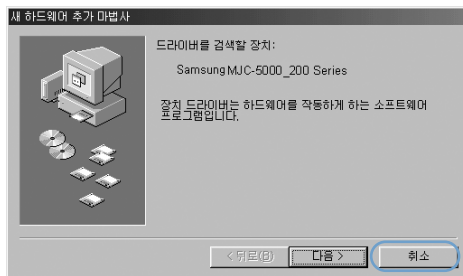 새 하드웨어 추가 마법사
드라이버를 검색할 장치:
Samsung MJC-5000_200 Series
장치 드라이버는 하드웨어를 작동하게 하는 소프트웨어
프로그램입니다.
< 뒤로(B)
다음 >
취소